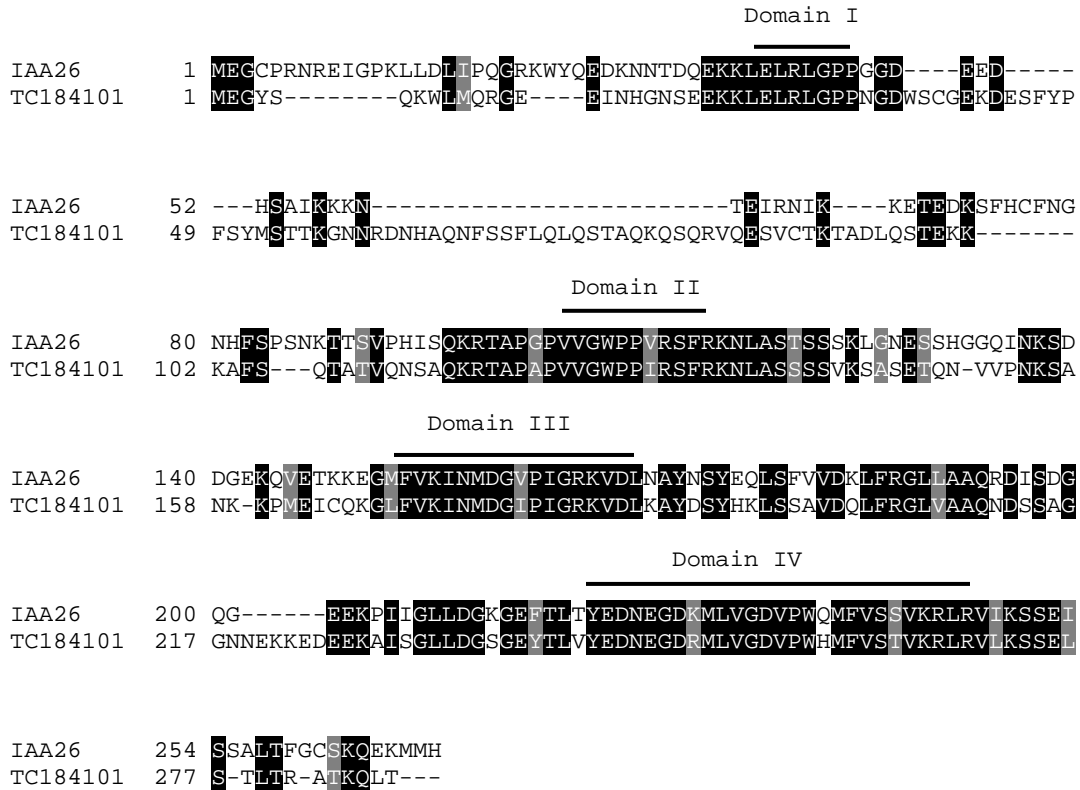 Domain I
IAA26 1 MEGCPRNREIGPKLLDLIPQGRKWYQEDKNNTDQEKKLELRLGPPGGD----EED-----
TC184101 1 MEGYS--------QKWLMQRGE----EINHGNSEEKKLELRLGPPNGDWSCGEKDESFYP
IAA26 52 ---HSAIKKKN-------------------------TEIRNIK----KETEDKSFHCFNG
TC184101 49 FSYMSTTKGNNRDNHAQNFSSFLQLQSTAQKQSQRVQESVCTKTADLQSTEKK-------
Domain II
IAA26 80 NHFSPSNKTTSVPHISQKRTAPGPVVGWPPVRSFRKNLASTSSSKLGNESSHGGQINKSD
TC184101 102 KAFS---QTATVQNSAQKRTAPAPVVGWPPIRSFRKNLASSSSVKSASETQN-VVPNKSA
Domain III
IAA26 140 DGEKQVETKKEGMFVKINMDGVPIGRKVDLNAYNSYEQLSFVVDKLFRGLLAAQRDISDG
TC184101 158 NK-KPMEICQKGLFVKINMDGIPIGRKVDLKAYDSYHKLSSAVDQLFRGLVAAQNDSSAG
Domain IV
IAA26 200 QG------EEKPIIGLLDGKGEFTLTYEDNEGDKMLVGDVPWQMFVSSVKRLRVIKSSEI
TC184101 217 GNNEKKEDEEKAISGLLDGSGEYTLVYEDNEGDRMLVGDVPWHMFVSTVKRLRVLKSSEL
IAA26 254 SSALTFGCSKQEKMMH
TC184101 277 S-TLTR-ATKQLT---